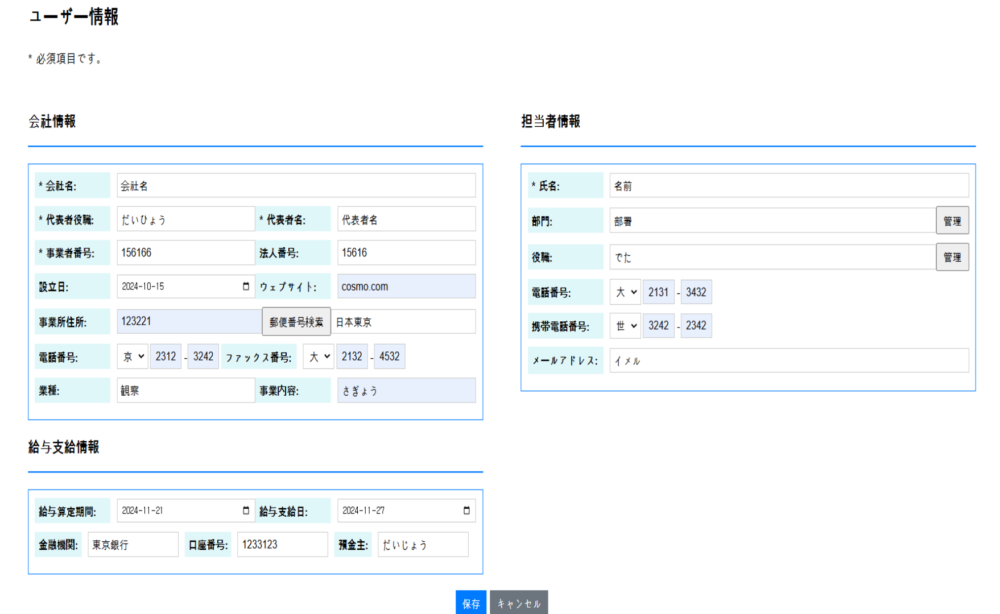 ユーザー情報
* 必須項目です。
会社情報
* 会社名: 会社名
* 代表者役職: だいひょう * 代表者名: 代表者名
* 事業者番号: 156166 法人番号: 15616
設立日: 2024-10-15 ウェブサイト: cosmo.com
事業所住所: 123221 郵便番号検索 日本東京
電話番号: 京 2312 - 3242 ファックス番号: 大 2132 - 4532
業種: 観察 事業内容: さぎょう
担当者情報
* 氏名: 名前
部門: 部署 管理
役職: でた 管理
電話番号: 大 2131 - 3432
携帯電話番号: 世 3242 - 2342
メールアドレス: イメル
給与支給情報
給与算定期間: 2024-11-21 給与支給日: 2024-11-27
金融機関: 東京銀行 口座番号: 1233123 預金主: だいじょう
保存 キャンセル